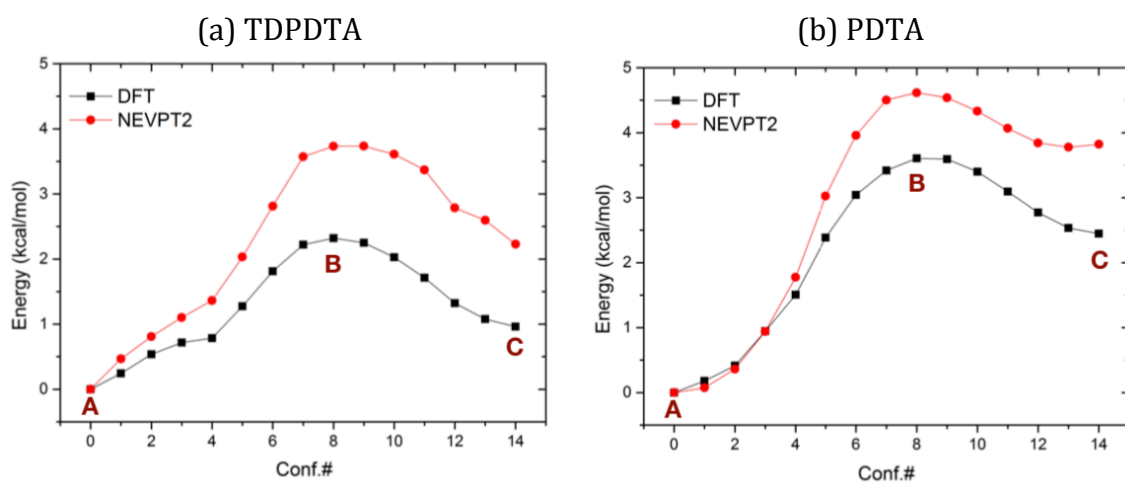 (a) TDPDTA
5
4
3
2
1
0
Energy (kcal/mol)
DFT
NEVPT2
A
B
C
0 2 4 6 8 10 12 14
Conf.#
(b) PDTA
5
4
3
2
1
0
Energy (kcal/mol)
DFT
NEVPT2
A
B
C
0 2 4 6 8 10 12 14
Conf.#